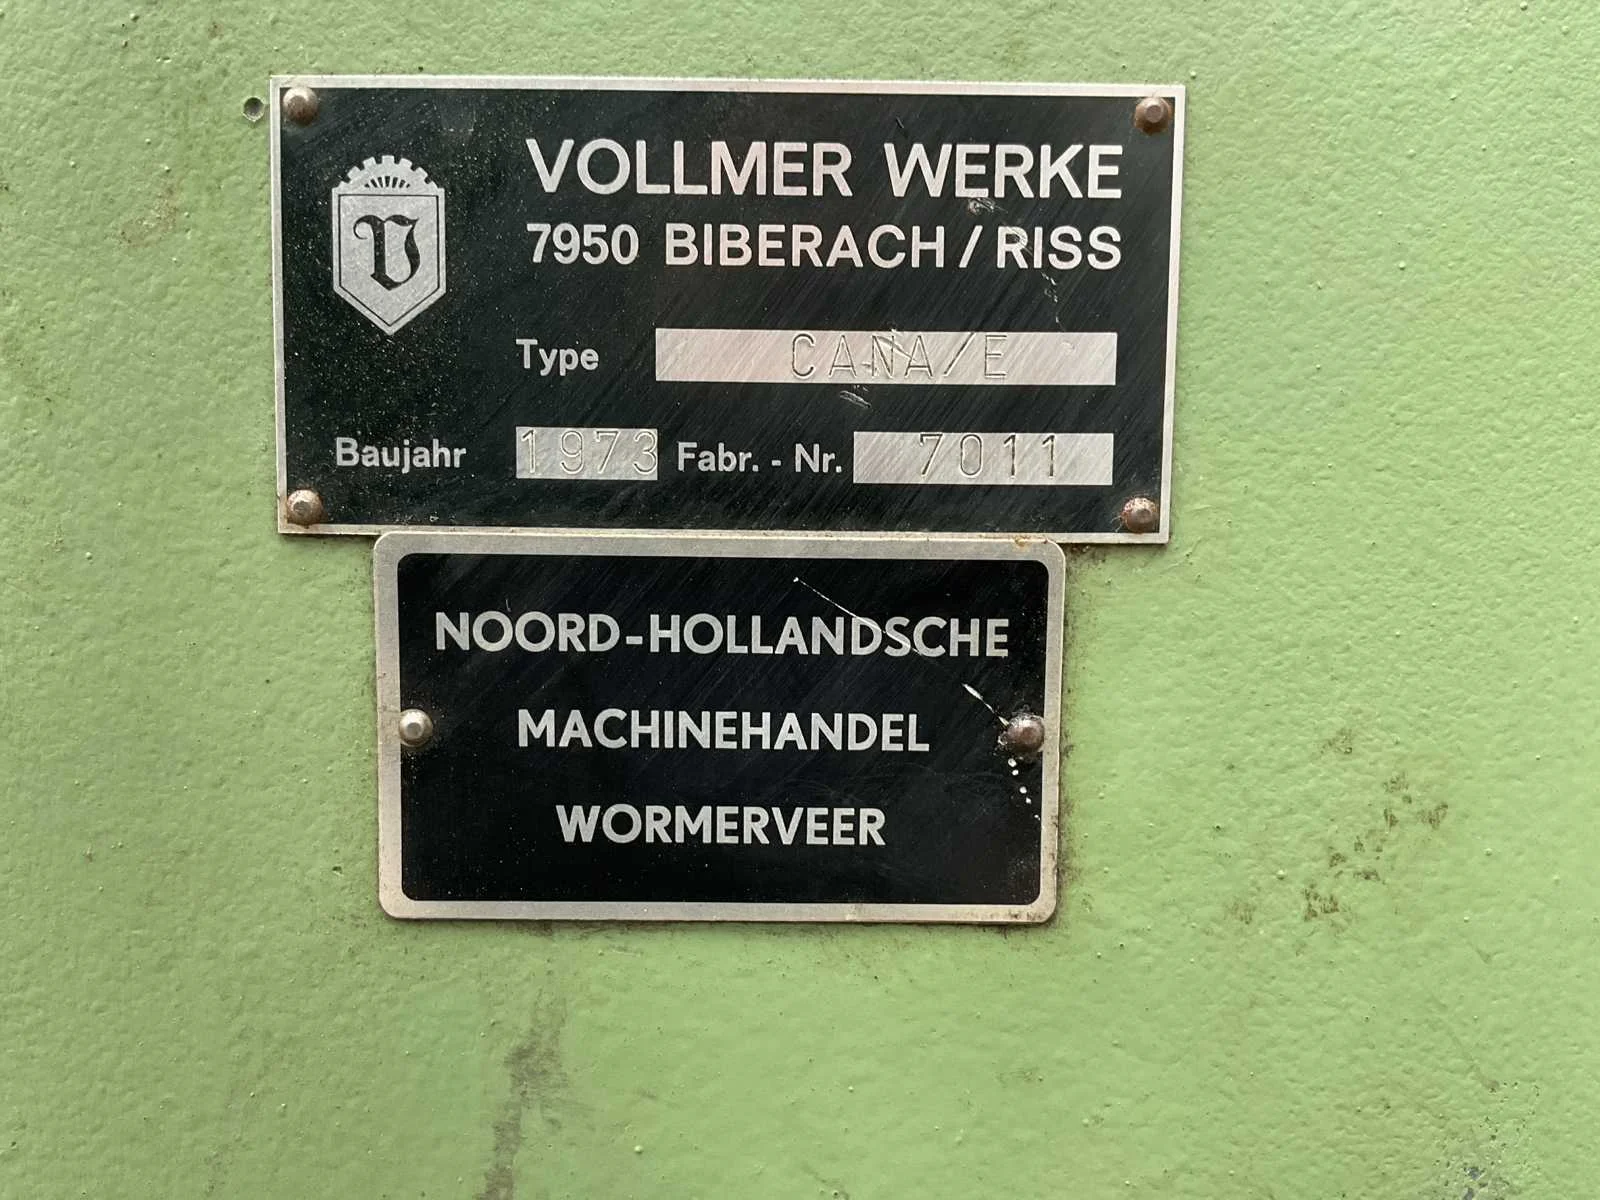 VOLLMER WERKE
7950 BIBERACH / RISS
V
Type CANA/E
Baujahr 1973 Fabr. - Nr. 7011
NOORD-HOLLANDSCHE
MACHINEHANDEL
WORMERVEER